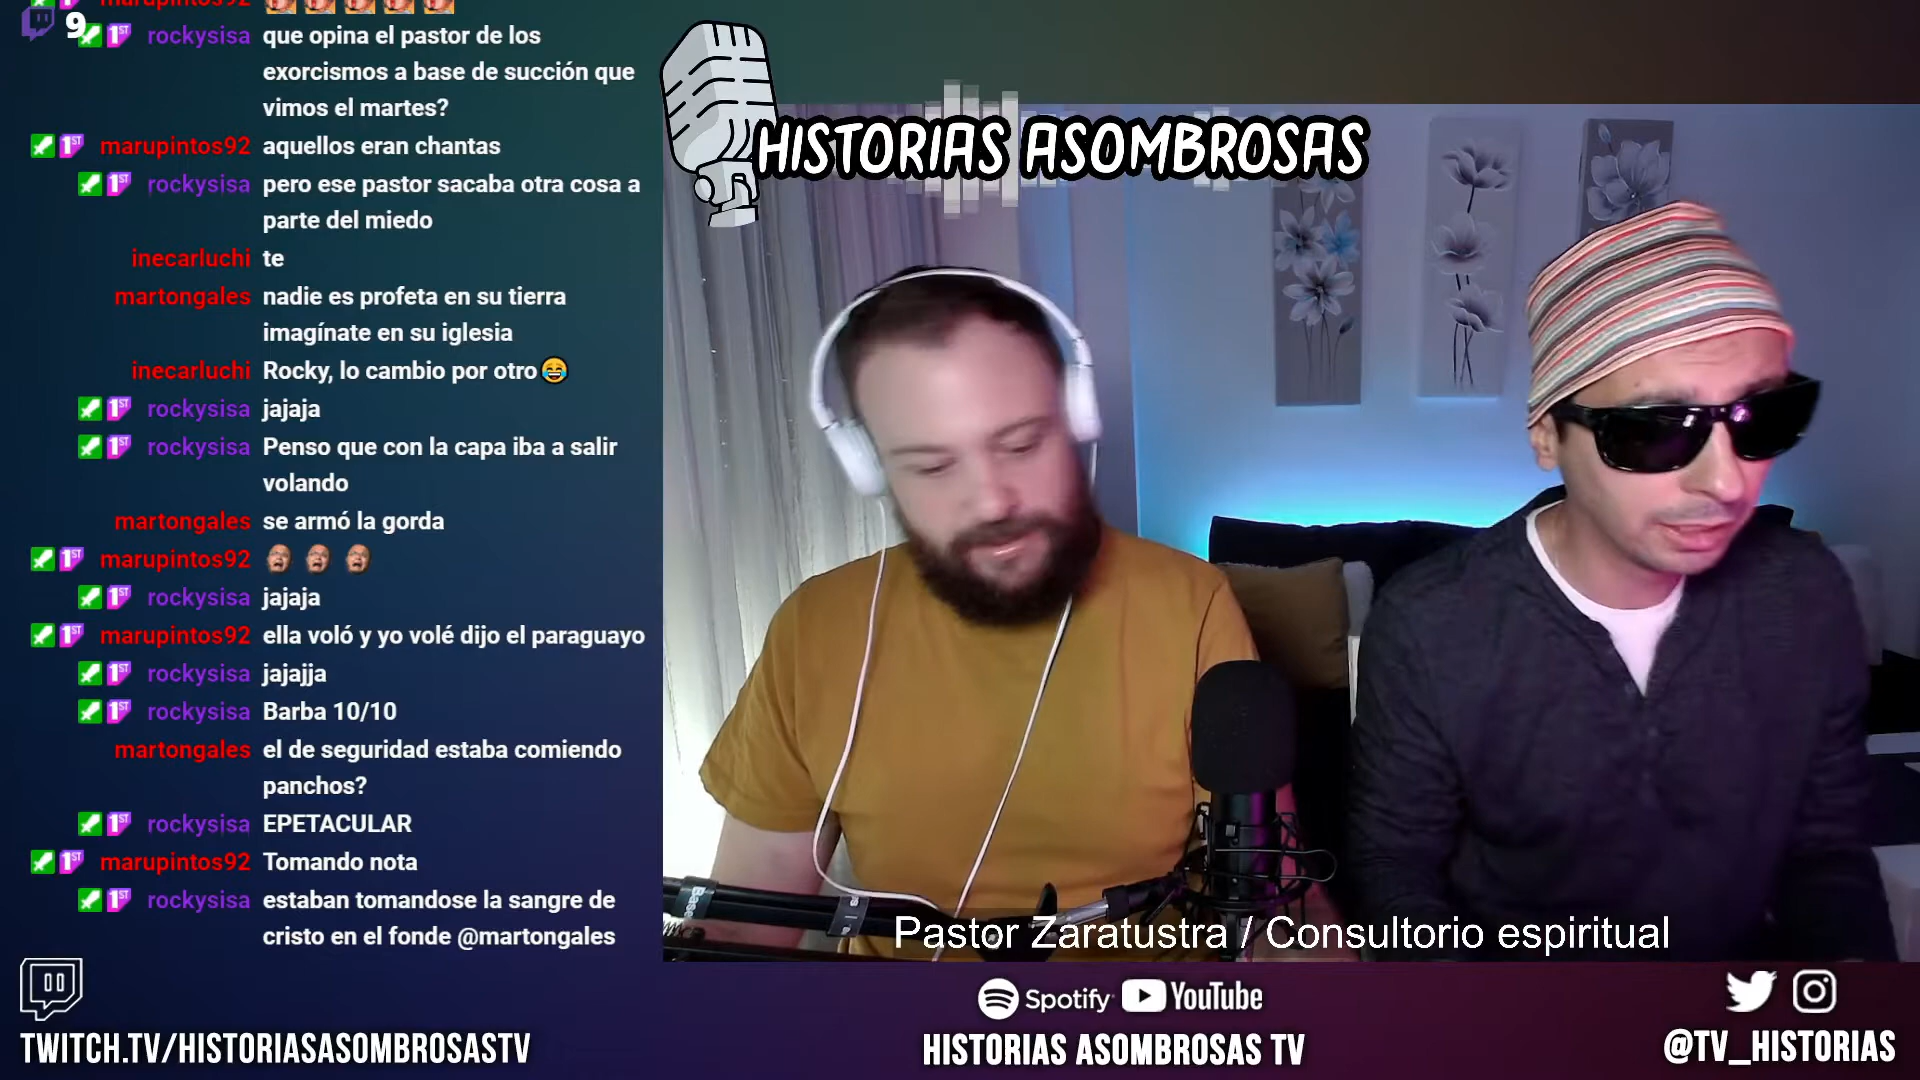 marupintos92
9
rockysisa que opina el pastor de los
exorcismos a base de succión que
vimos el martes?
marupintos92 aquellos eran chantas
rockysisa pero ese pastor sacaba otra cosa a
parte del miedo
inecarluchi te
martongales nadie es profeta en su tierra
imagínate en su iglesia
inecarluchi Rocky, lo cambio por otro😂
rockysisa jajaja
rockysisa Penso que con la capa iba a salir
volando
martongales se armó la gorda
marupintos92
rockysisa jajaja
marupintos92 ella voló y yo volé dijo el paraguayo
rockysisa jajajja
rockysisa Barba 10/10
martongales el de seguridad estaba comiendo
panchos?
rockysisa EPETACULAR
marupintos92 Tomando nota
rockysisa estaban tomandose la sangre de
cristo en el fonde @martongales
TWITCH.TV/HISTORIASASOMBROSASTV
HISTORIAS ASOMBROSAS
Pastor Zaratustra / Consultorio espiritual
Spotify YouTube
HISTORIAS ASOMBROSAS TV
@TV_HISTORIAS